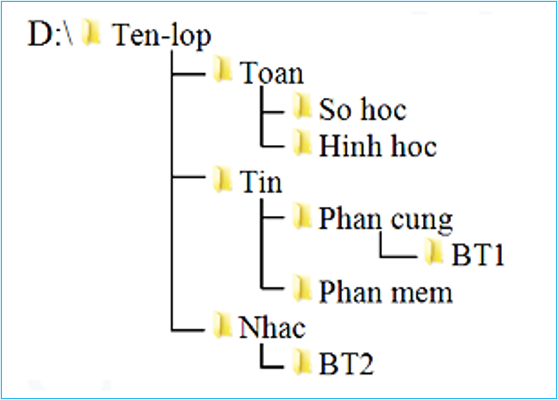 D:\ Ten-lop
Toan
So hoc
Hinh hoc
Tin
Phan cung
BT1
Phan mem
Nhac
BT2